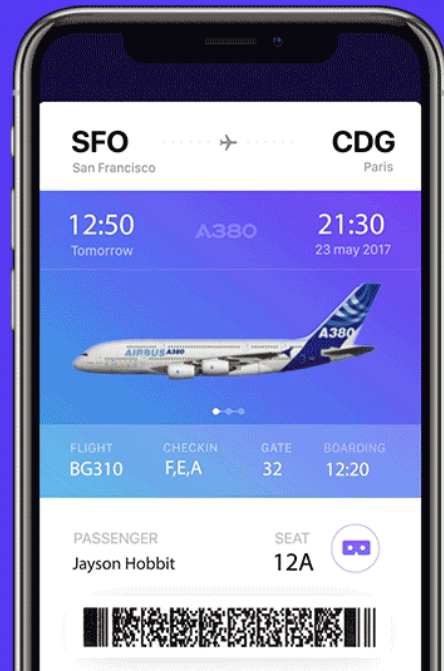 SFO CDG
San Francisco Paris
12:50 A380 21:30
Tomorrow 23 may 2017
A380
AIRBUS A380
FLIGHT CHECKIN GATE BOARDING
BG310 F,E,A 32 12:20
PASSENGER SEAT
Jayson Hobbit 12A